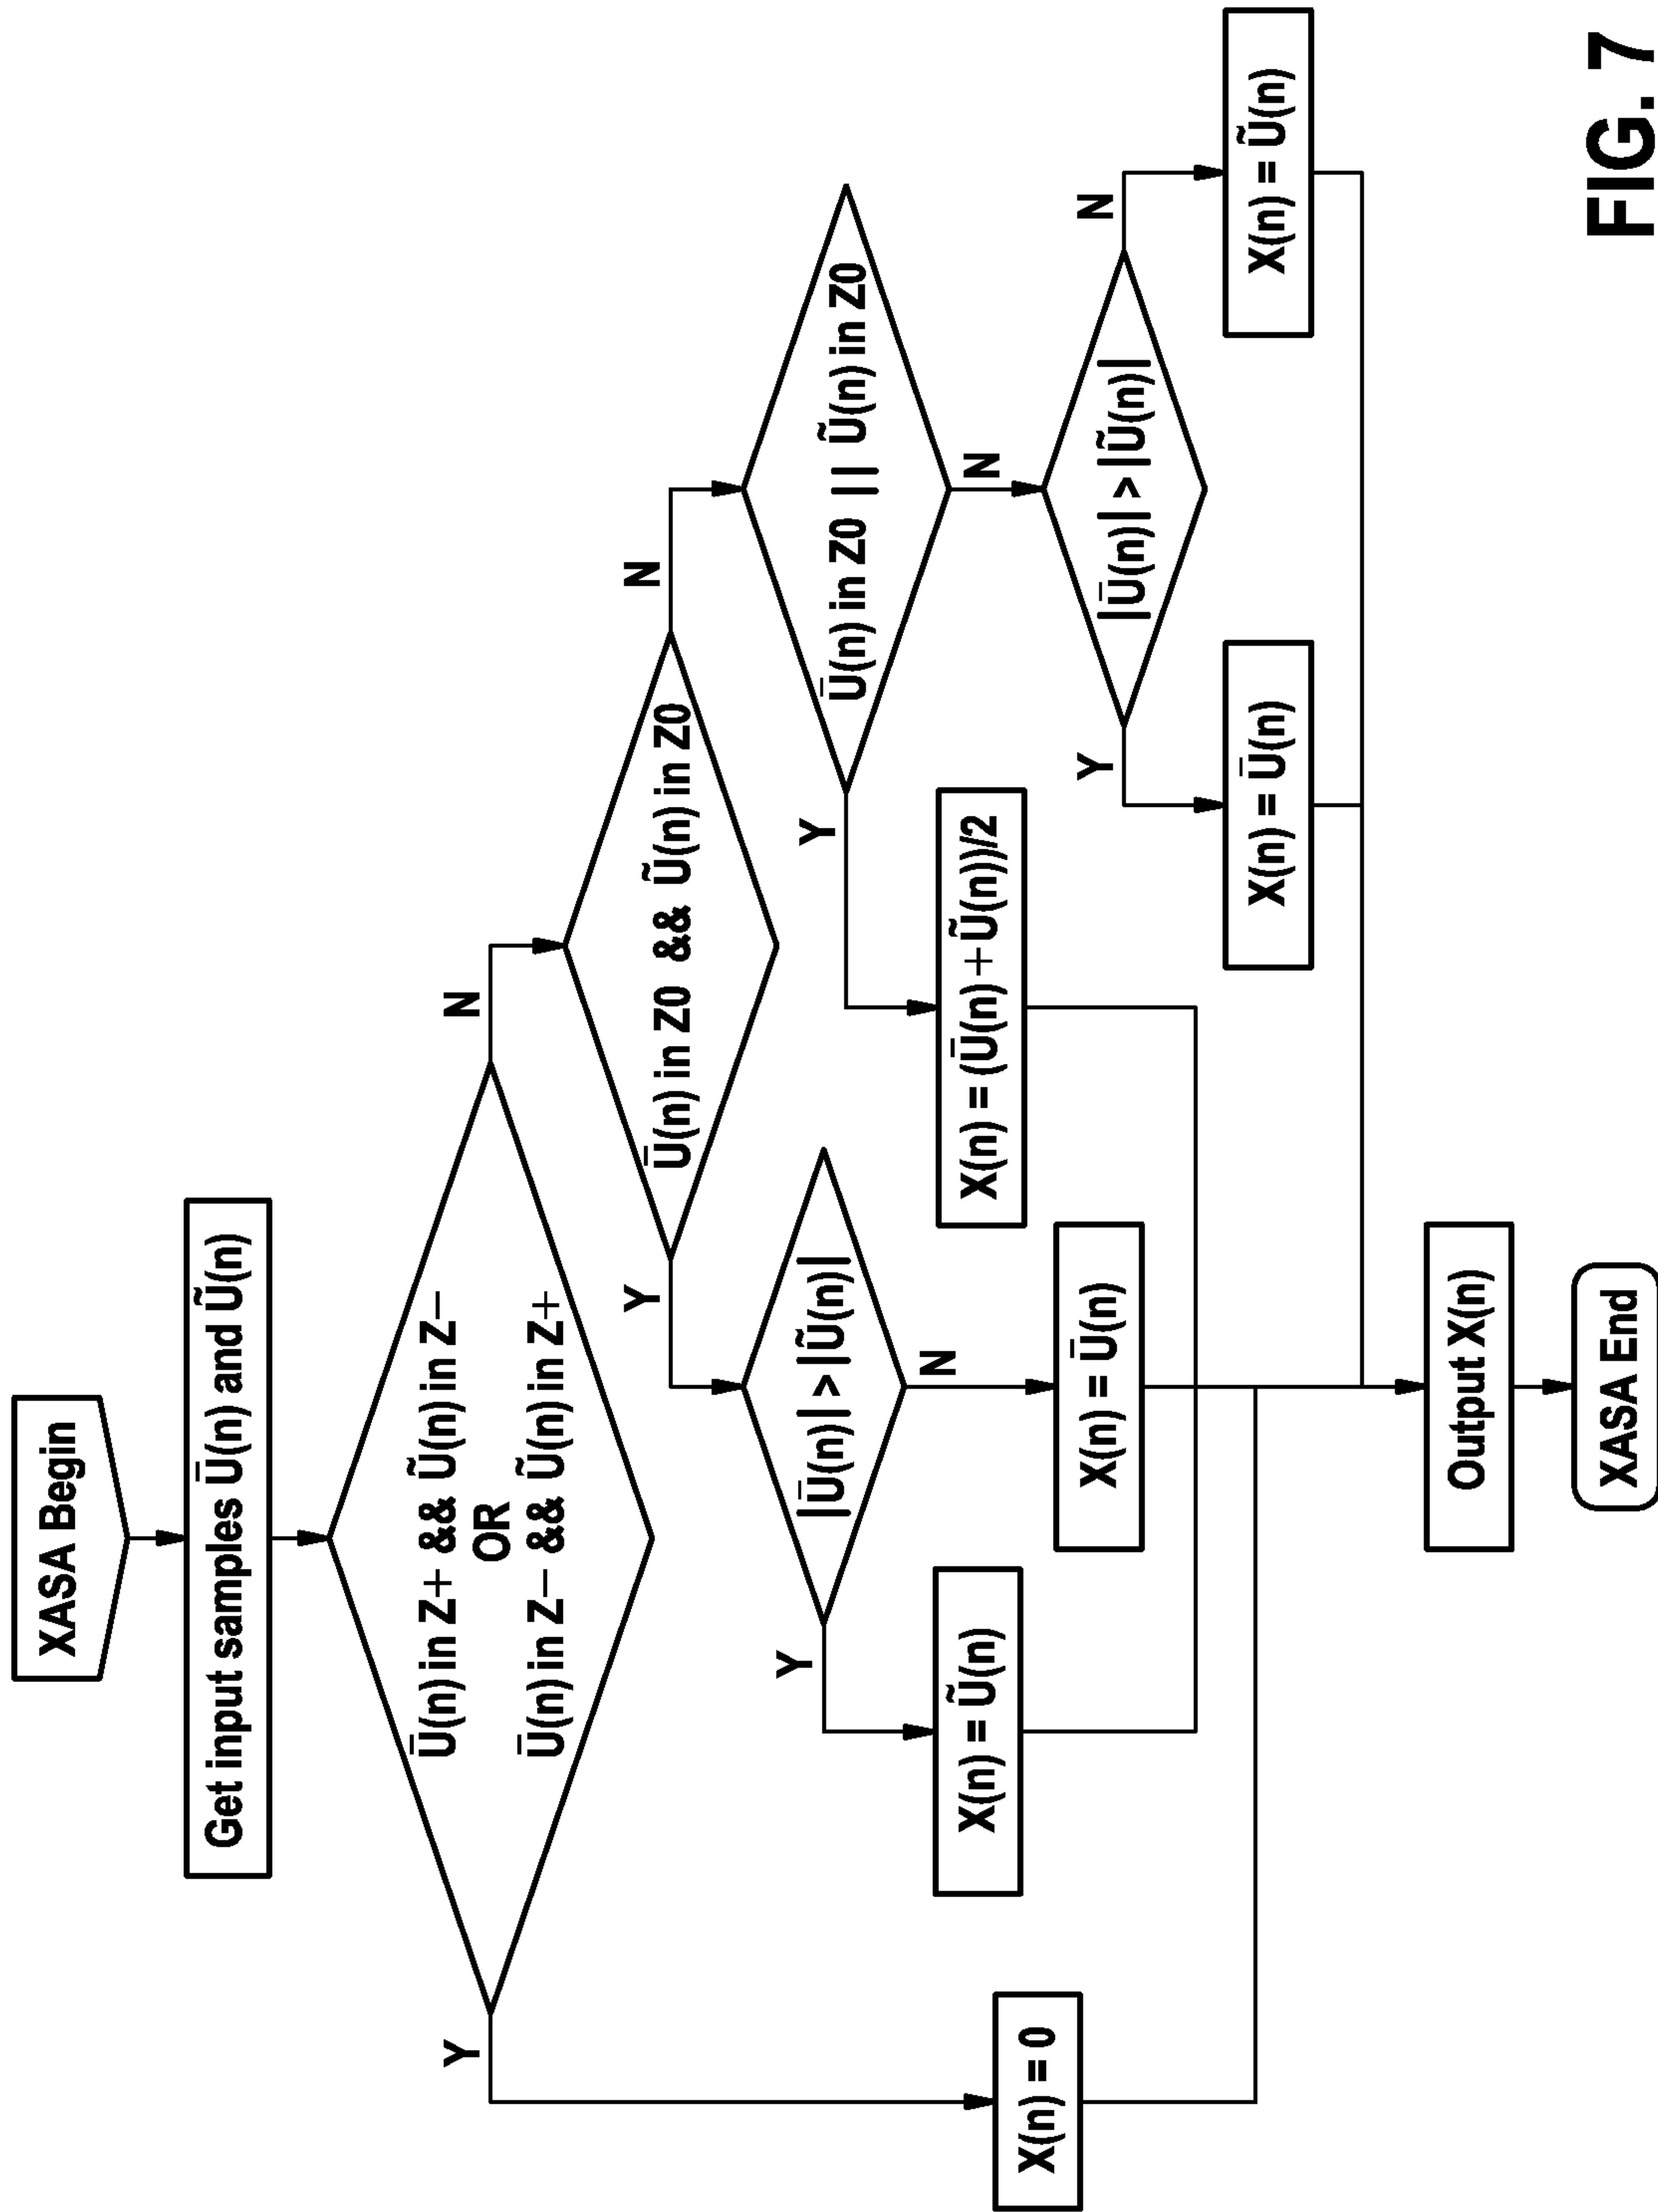 XASA Begin
Get input samples Ū(n) and Ũ(n)
Ū(n) in Z+ && Ũ(n) in Z−
OR
Ū(n) in Z− && Ũ(n) in Z+
Y
N
Ū(n) in Z0 && Ũ(n) in Z0
Y
N
|Ū(n)| > |Ũ(n)|
Y
N
Ū(n) in Z0 || Ũ(n) in Z0
Y
N
X(n) = 0
X(n) = Ũ(n)
X(n) = Ū(n)
X(n) = (Ū(n)+Ũ(n))/2
|Ū(n)| > |Ũ(n)|
Y
N
X(n) = Ū(n)
X(n) = Ũ(n)
Output X(n)
XASA End
FIG. 7